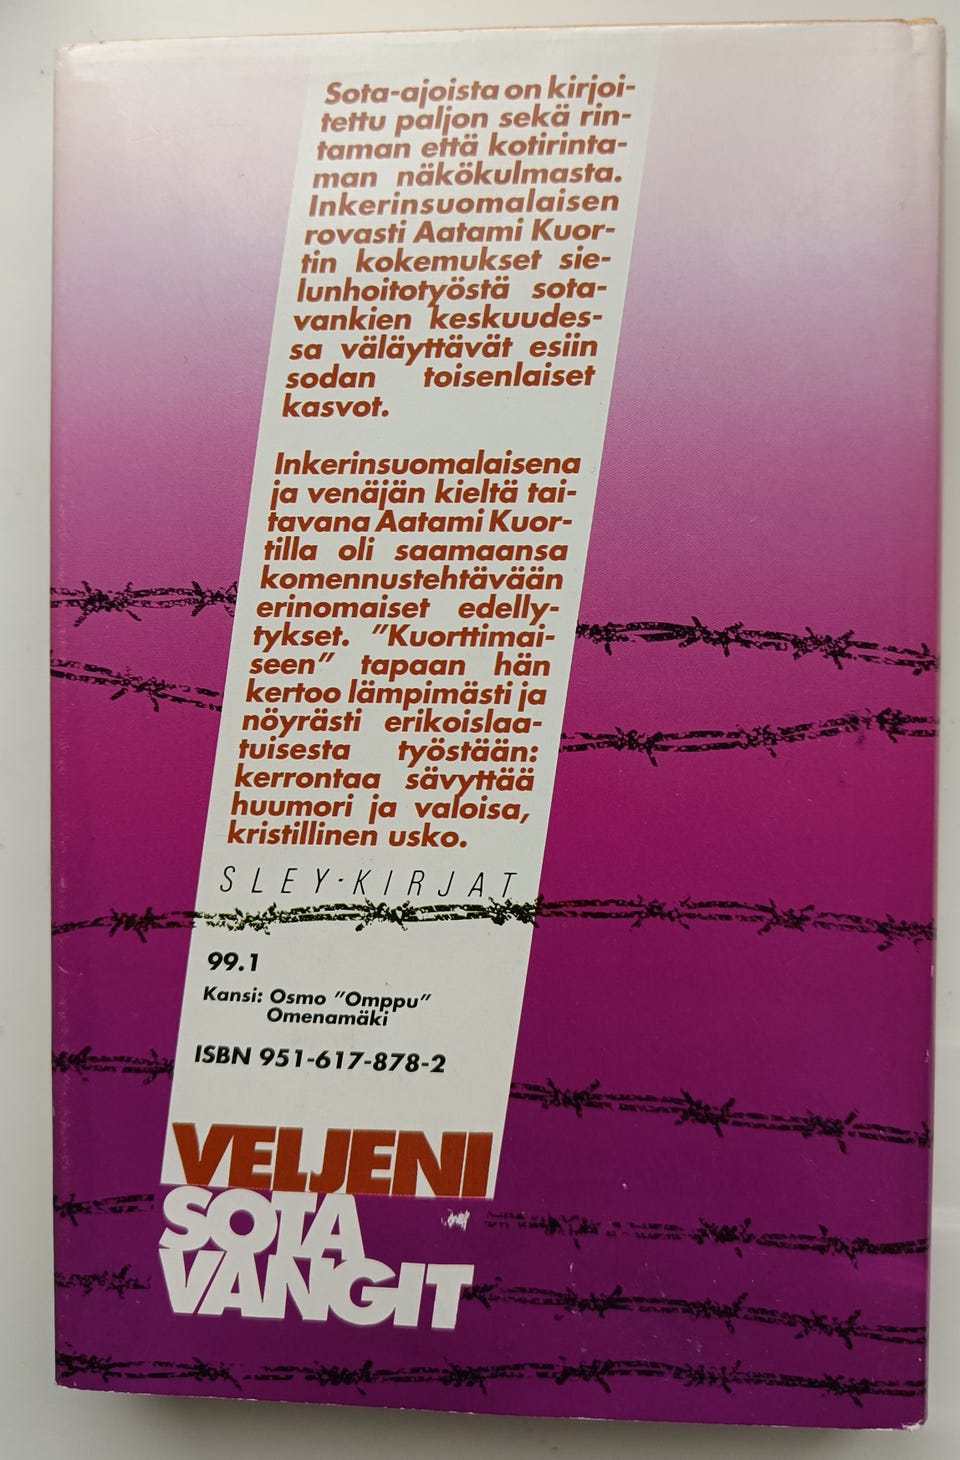 Sota-ajoista on kirjoi-
tettu paljon sekä rin-
taman että kotirinta-
man näkökulmasta.
Inkerinsuomalaisen
rovasti Aatami Kuor-
tin kokemukset sie-
lunhoitotyöstä sota-
vankien keskuudes-
sa väläyttävät esiin
sodan toisenlaiset
kasvot.
Inkerinsuomalaisena
ja venäjän kieltä tai-
tavana Aatami Kuor-
tilla oli saamaansa
komennustehtävään
erinomaiset edelly-
tykset. ”Kuorttimai-
seen” tapaan hän
kertoo lämpimästi ja
nöyrästi erikoislaa-
tuisesta työstään:
kerrontaa sävyttää
huumori ja valoisa,
kristillinen usko.
SLEY-KIRJAT
99.1
Kansi: Osmo ”Omppu”
Omenamäki
ISBN 951-617-878-2
VELJENI
SOTA
VANGIT